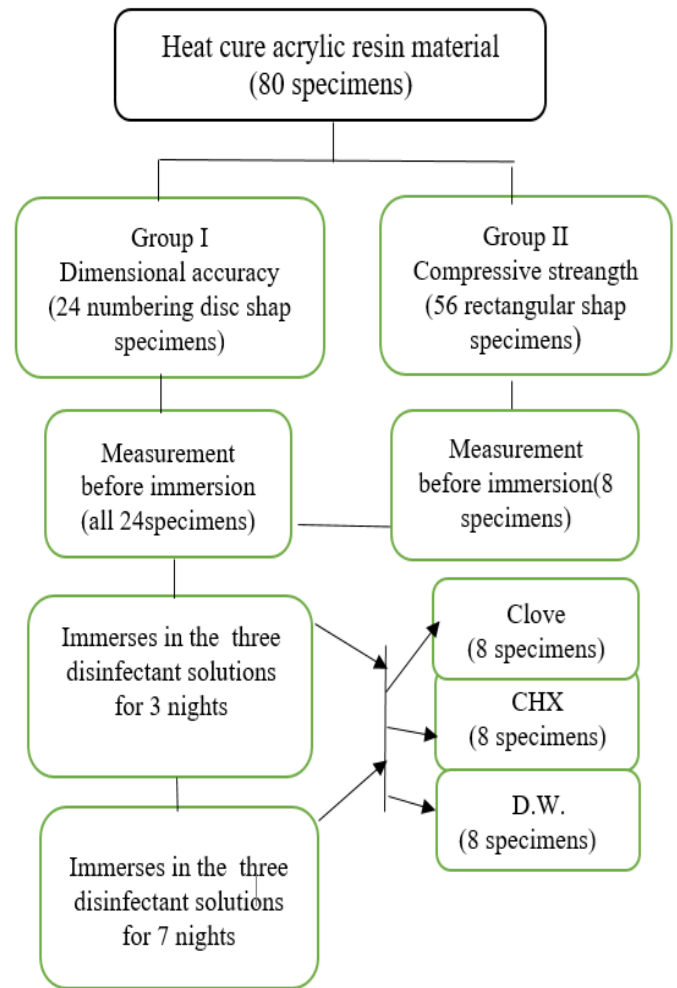 Heat cure acrylic resin material
(80 specimens)
Group I
Dimensional accuracy
(24 numbering disc shap
specimens)
Group II
Compressive streangth
(56 rectangular shap
specimens)
Measurement
before immersion
(all 24specimens)
Measurement
before immersion(8
specimens)
Immerses in the three
disinfectant solutions
for 3 nights
Clove
(8 specimens)
CHX
(8 specimens)
D.W.
(8 specimens)
Immerses in the three
disinfectant solutions
for 7 nights